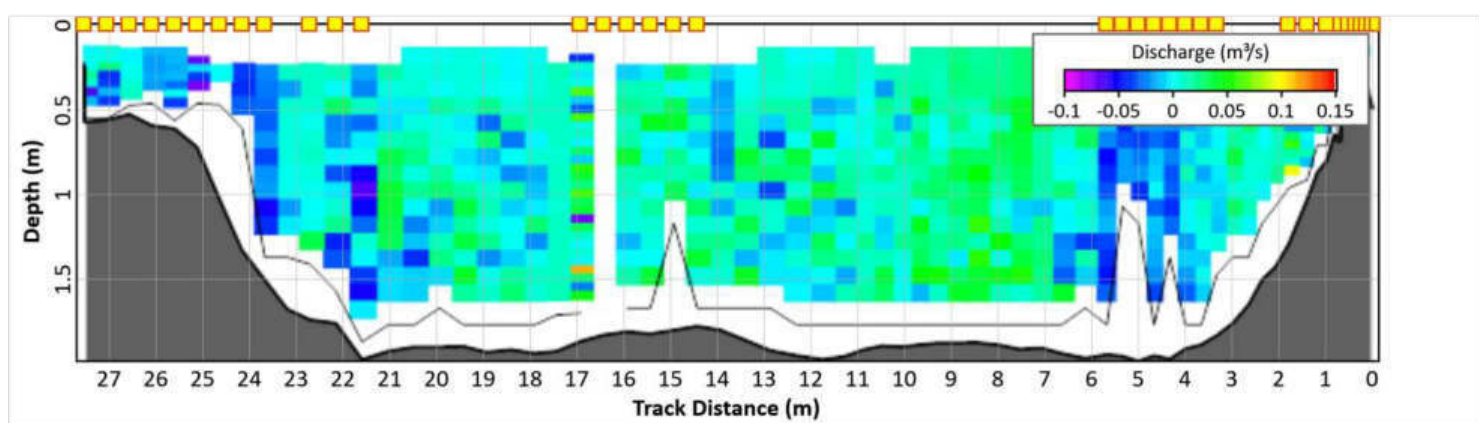 0
0.5
1
1.5
Depth (m)
Discharge (m³/s)
-0.1 -0.05 0 0.05 0.1 0.15
27 26 25 24 23 22 21 20 19 18 17 16 15 14 13 12 11 10 9 8 7 6 5 4 3 2 1 0
Track Distance (m)